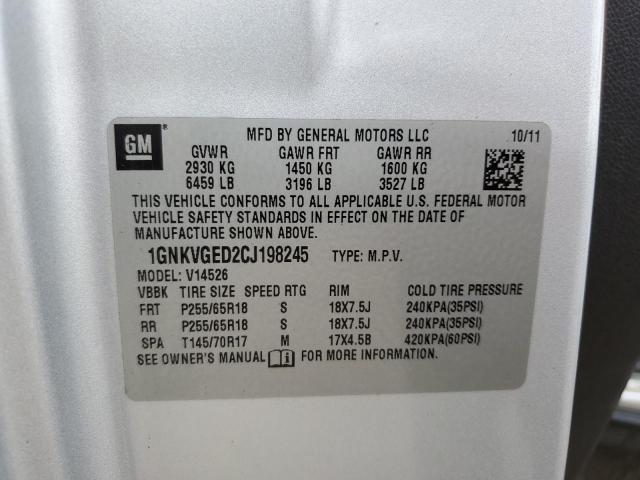 GM ® MFD BY GENERAL MOTORS LLC 10/11
GVWR GAWR FRT GAWR RR
2930 KG 1450 KG 1600 KG
6459 LB 3196 LB 3527 LB
THIS VEHICLE CONFORMS TO ALL APPLICABLE U.S. FEDERAL MOTOR
VEHICLE SAFETY STANDARDS IN EFFECT ON THE DATE OF
MANUFACTURE SHOWN ABOVE.
1GNKVGED2CJ198245 TYPE: M.P.V.
MODEL: V14526
VBBK TIRE SIZE SPEED RTG RIM COLD TIRE PRESSURE
FRT P255/65R18 S 18X7.5J 240KPA(35PSI)
RR P255/65R18 S 18X7.5J 240KPA(35PSI)
SPA T145/70R17 M 17X4.5B 420KPA(60PSI)
SEE OWNER'S MANUAL FOR MORE INFORMATION.